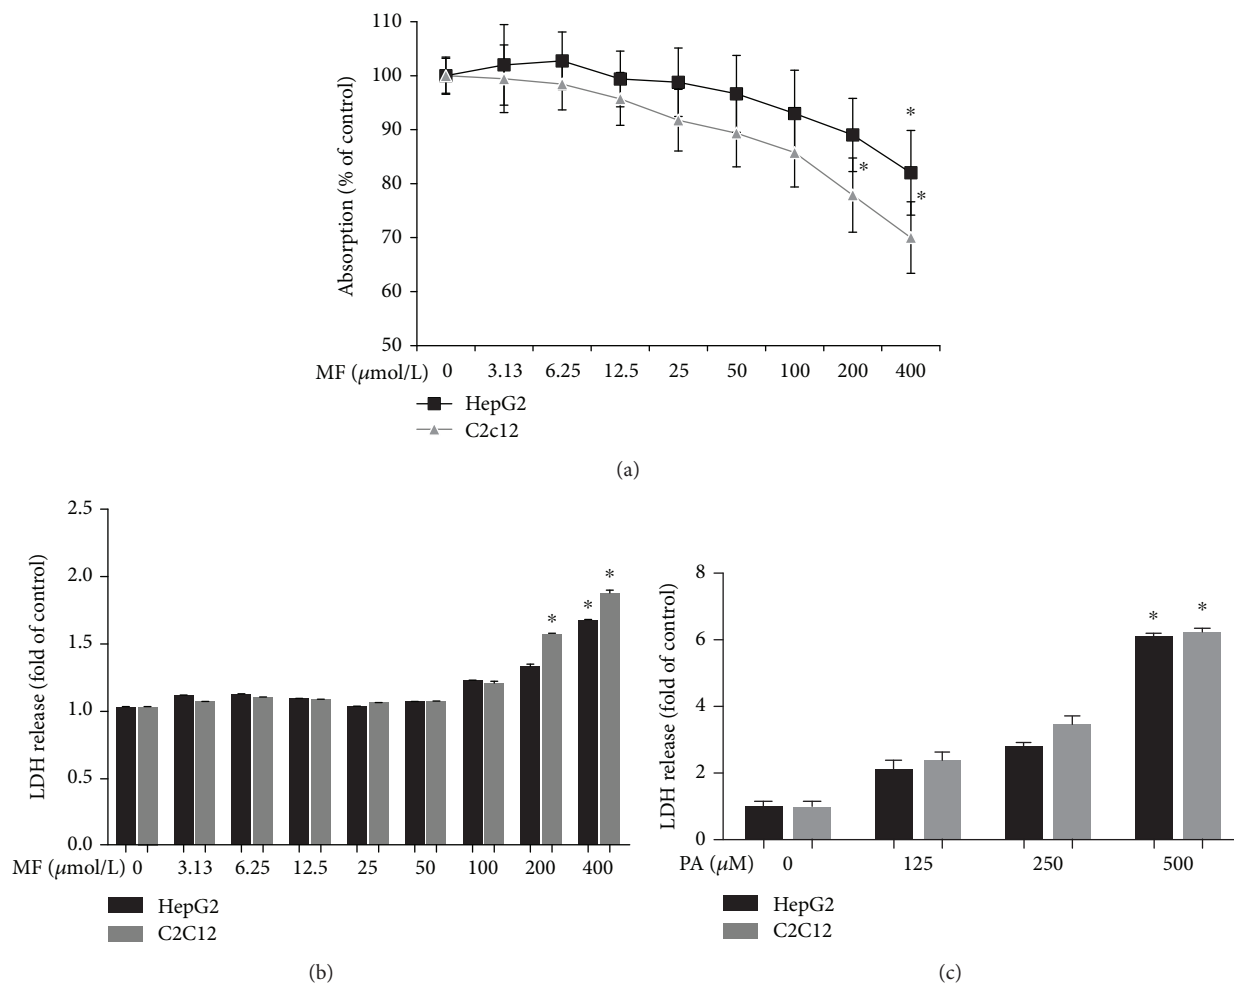 110
100
90
80
70
60
50
Absorption (% of control)
*
*
*
MF (μmol/L) 0 3.13 6.25 12.5 25 50 100 200 400
HepG2
C2c12
(a)
2.5
2.0
1.5
1.0
0.5
0.0
LDH release (fold of control)
* * *
MF (μmol/L) 0 3.13 6.25 12.5 25 50 100 200 400
HepG2
C2C12
(b)
8
6
4
2
0
LDH release (fold of control)
* *
PA (μM) 0 125 250 500
HepG2
C2C12
(c)